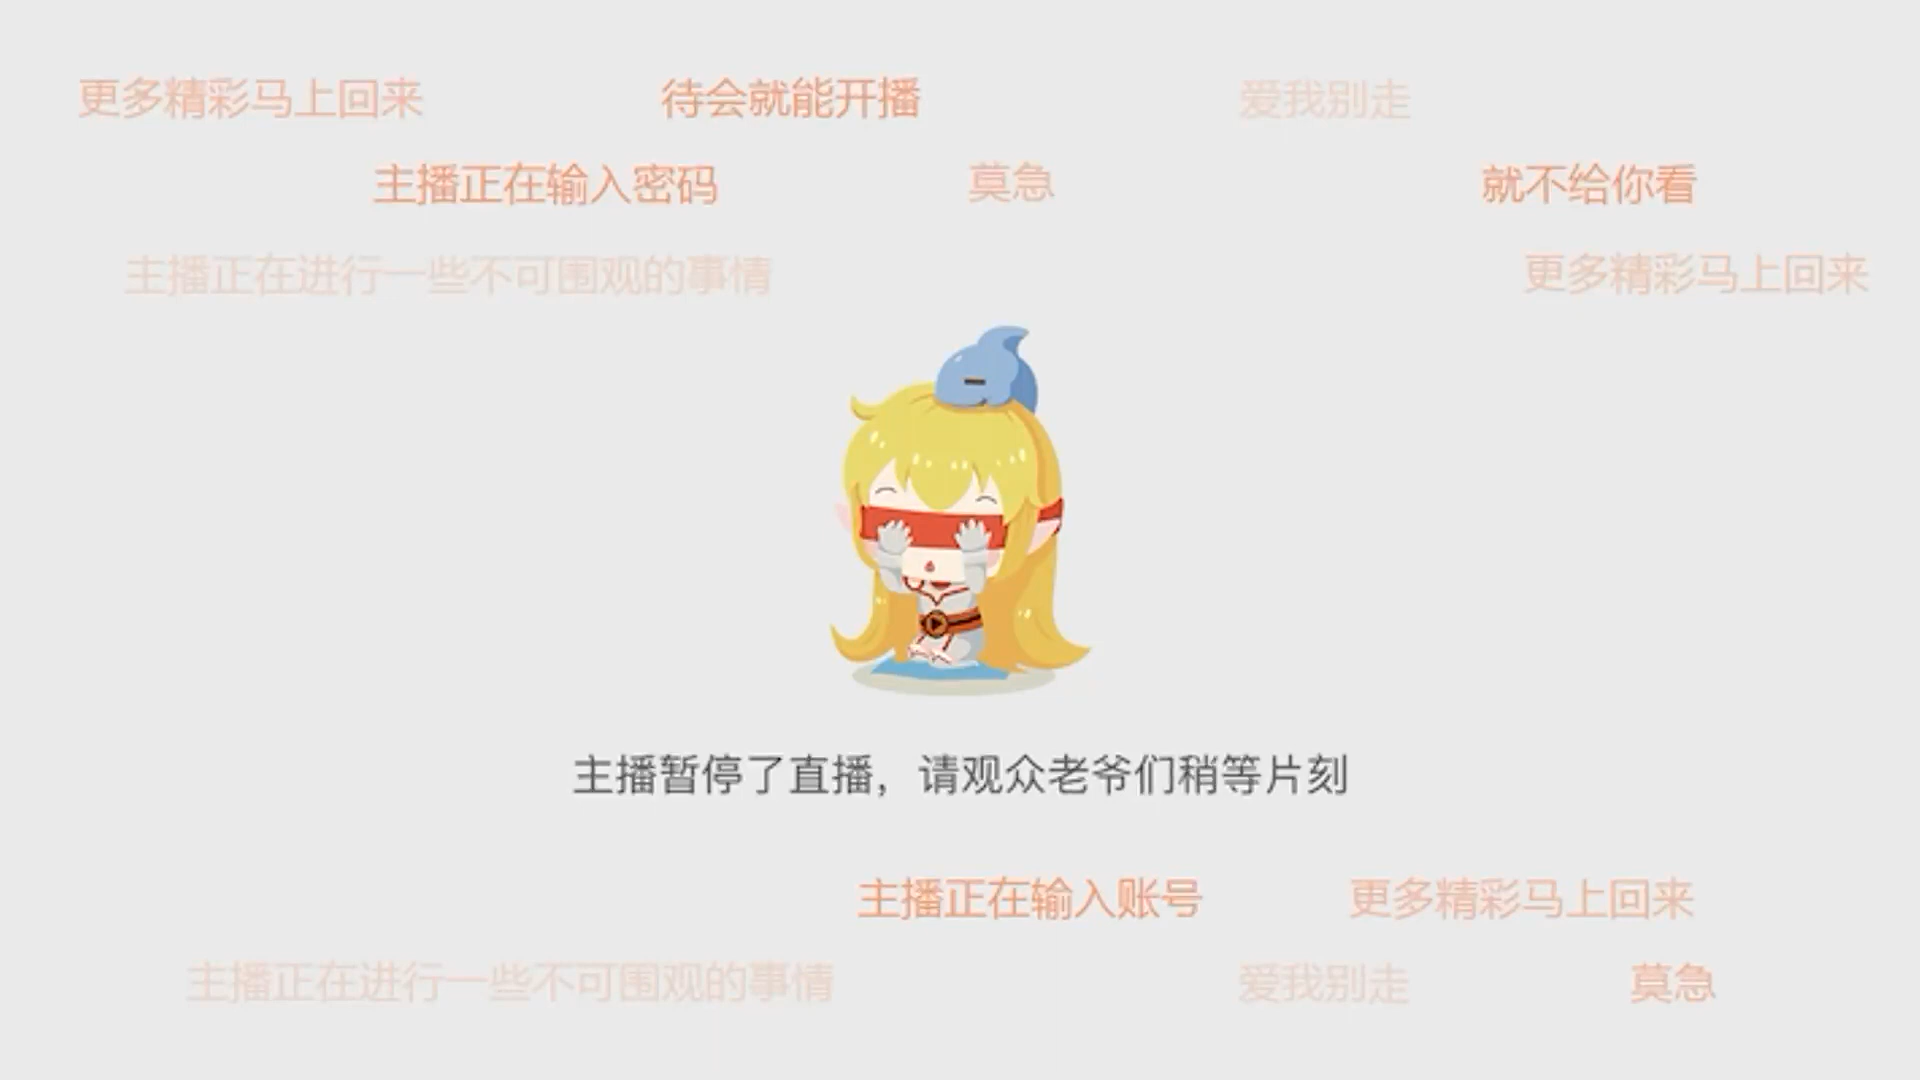 更多精彩马上回来
待会就能开播
爱我别走
主播正在输入密码
莫急
就不给你看
主播正在进行一些不可围观的事情
更多精彩马上回来
主播暂停了直播，请观众老爷们稍等片刻
主播正在输入账号
更多精彩马上回来
主播正在进行一些不可围观的事情
爱我别走
莫急